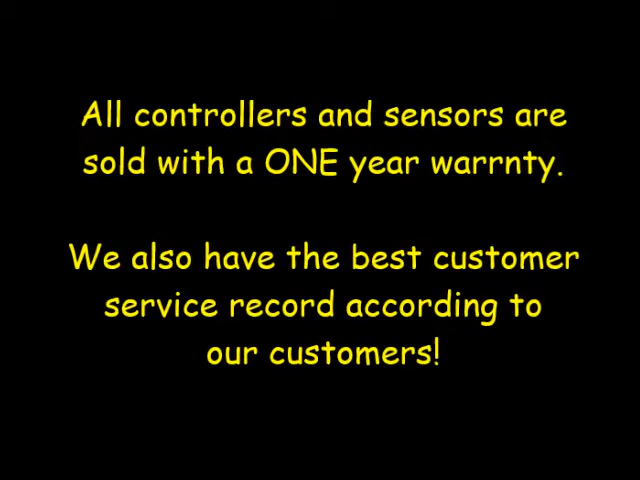 All controllers and sensors are
sold with a ONE year warrnty.
We also have the best customer
service record according to
our customers!